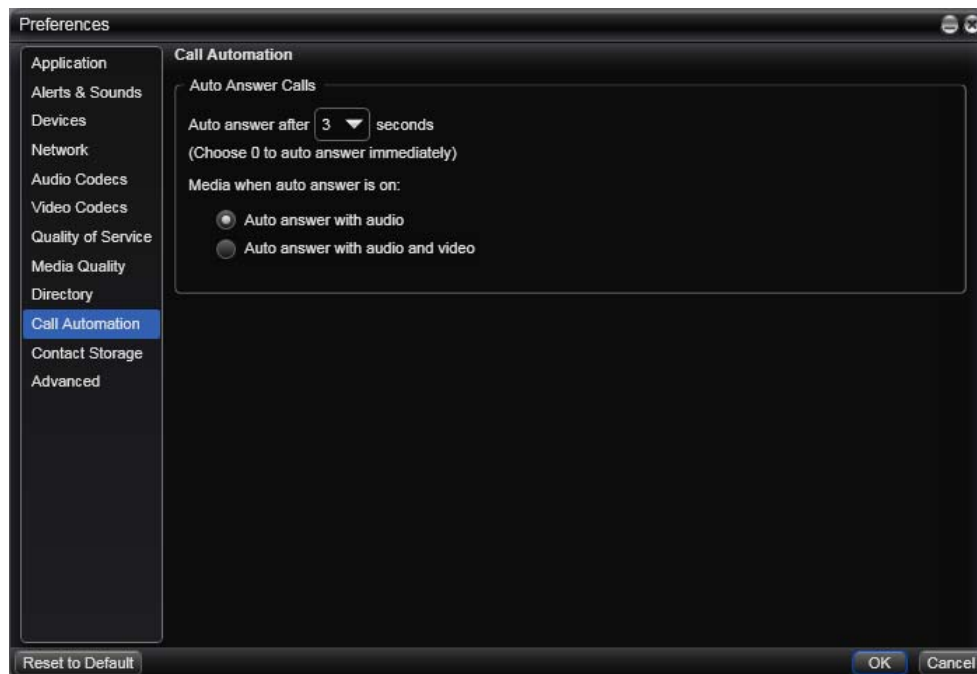 Preferences
Application
Alerts & Sounds
Devices
Network
Audio Codecs
Video Codecs
Quality of Service
Media Quality
Directory
Call Automation
Contact Storage
Advanced
Call Automation
Auto Answer Calls
Auto answer after 3 seconds
(Choose 0 to auto answer immediately)
Media when auto answer is on:
Auto answer with audio
Auto answer with audio and video
Reset to Default
OK
Cancel